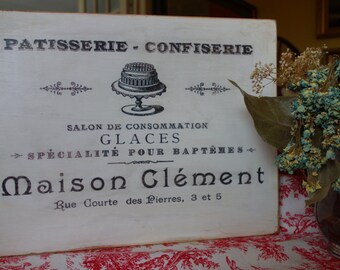 PATISSERIE - CONFISERIE
SALON DE CONSOMMATION
GLACES
SPÉCIALITÉ POUR BAPTÊMES
Maison Clément
Rue Courte des Pierres, 3 et 5